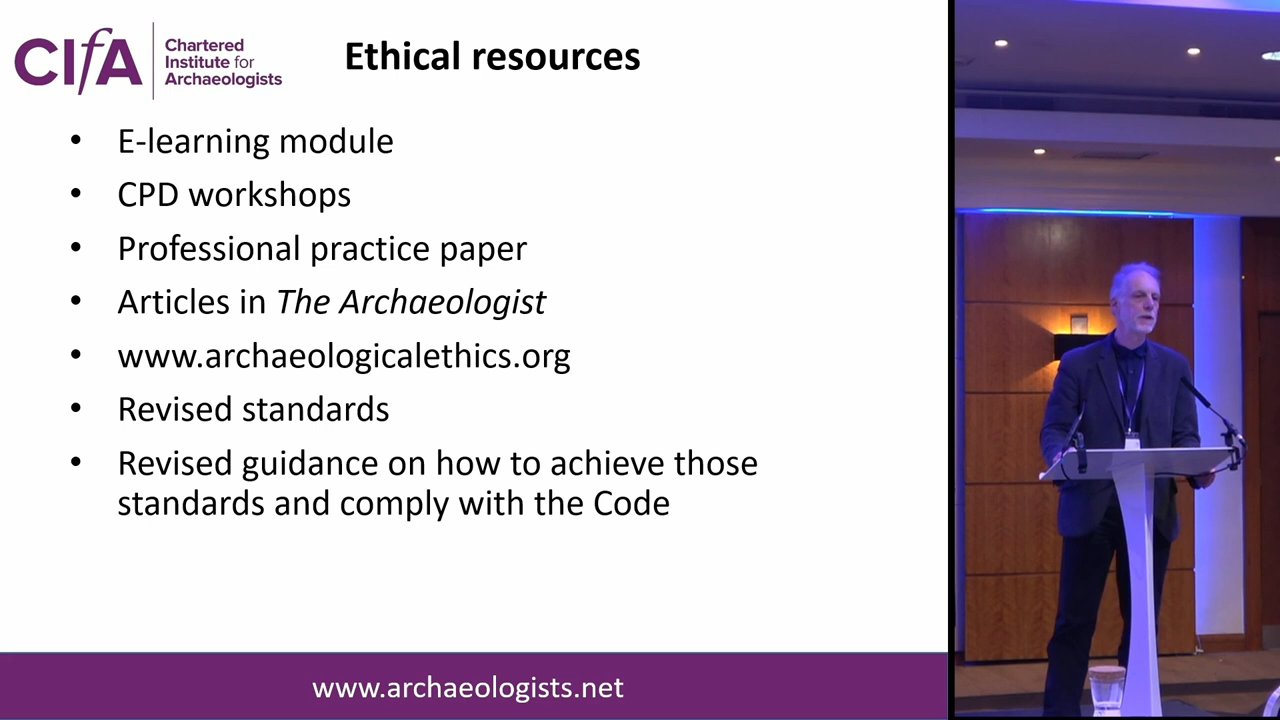 CIfA
Chartered
Institute for
Archaeologists
Ethical resources
• E-learning module
• CPD workshops
• Professional practice paper
• Articles in The Archaeologist
• www.archaeologicalethics.org
• Revised standards
• Revised guidance on how to achieve those
standards and comply with the Code
www.archaeologists.net